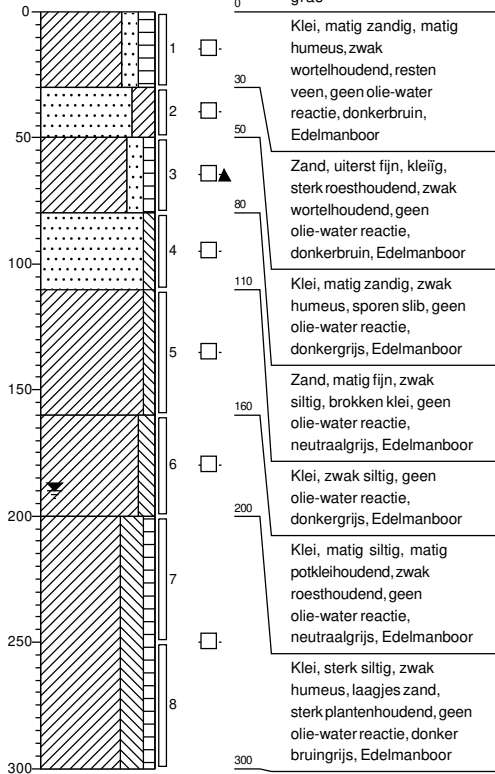 0
50
100
150
200
250
300
1
2
3
4
5
6
7
8
0
Klei, matig zandig, matig
humeus, zwak
wortelhoudend, resten
veen, geen olie-water
reactie, donkerbruin,
Edelmanboor
30
Zand, uiterst fijn, kleiïg,
sterk roesthoudend, zwak
wortelhoudend, geen
olie-water reactie,
donkerbruin, Edelmanboor
50
Klei, matig zandig, zwak
humeus, sporen slib, geen
olie-water reactie,
donkergrijs, Edelmanboor
80
Zand, matig fijn, zwak
siltig, brokken klei, geen
olie-water reactie,
neutraalgrijs, Edelmanboor
110
Klei, zwak siltig, geen
olie-water reactie,
donkergrijs, Edelmanboor
160
Klei, matig siltig, matig
potkleihoudend, zwak
roesthoudend, geen
olie-water reactie,
neutraalgrijs, Edelmanboor
200
Klei, sterk siltig, zwak
humeus, laagjes zand,
sterk plantenhoudend, geen
olie-water reactie, donker
bruingrijs, Edelmanboor
300